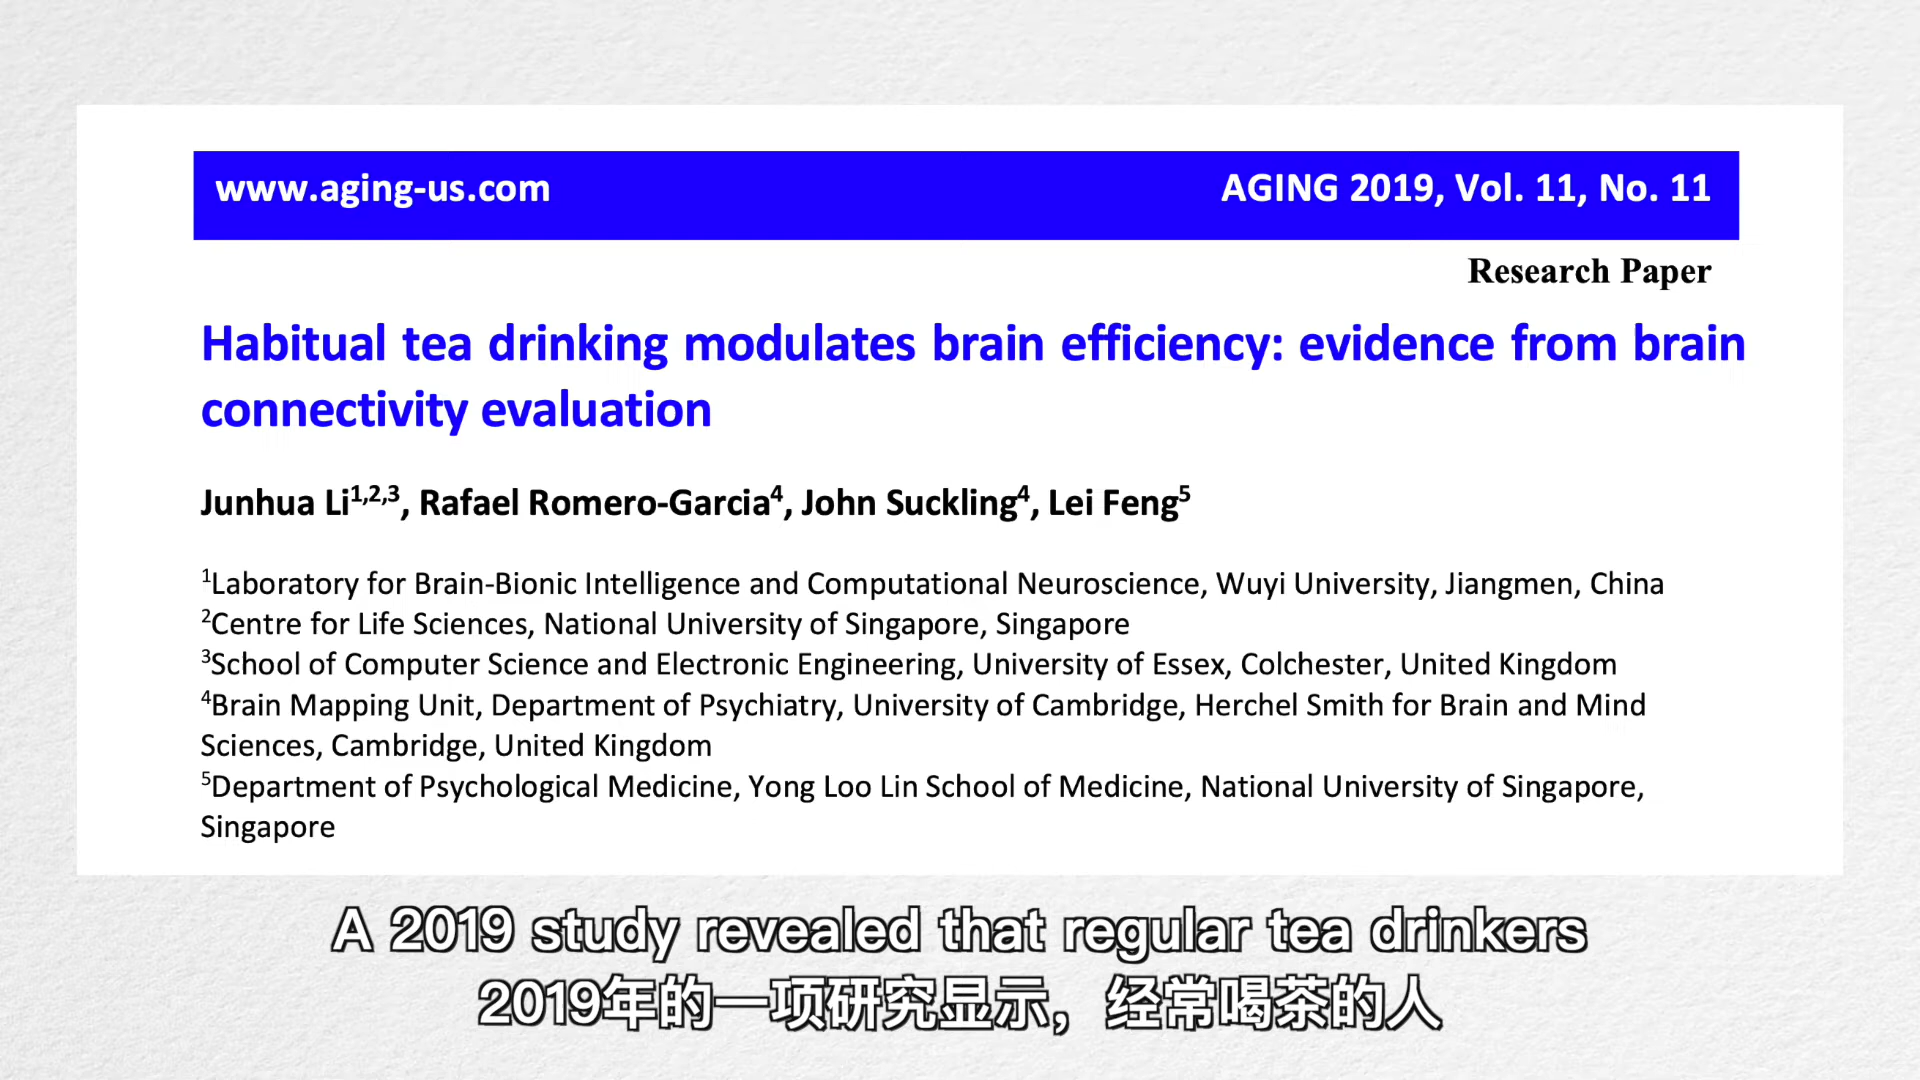 www.aging-us.com
AGING 2019, Vol. 11, No. 11
Research Paper
Habitual tea drinking modulates brain efficiency: evidence from brain
connectivity evaluation
Junhua Li1,2,3, Rafael Romero-Garcia4, John Suckling4, Lei Feng5
1Laboratory for Brain-Bionic Intelligence and Computational Neuroscience, Wuyi University, Jiangmen, China
2Centre for Life Sciences, National University of Singapore, Singapore
3School of Computer Science and Electronic Engineering, University of Essex, Colchester, United Kingdom
4Brain Mapping Unit, Department of Psychiatry, University of Cambridge, Herchel Smith for Brain and Mind
Sciences, Cambridge, United Kingdom
5Department of Psychological Medicine, Yong Loo Lin School of Medicine, National University of Singapore,
Singapore
A 2019 study revealed that regular tea drinkers
2019年的一项研究显示，经常喝茶的人